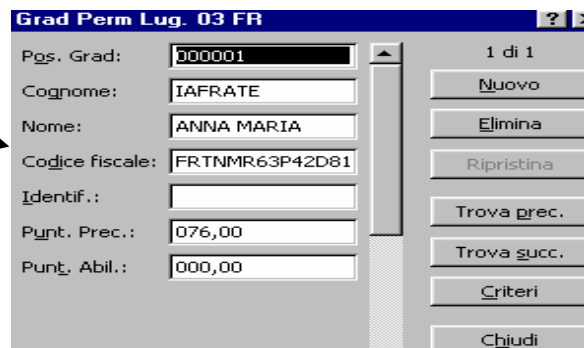 Grad Perm Lug. 03 FR
Pos. Grad: 000001
Cognome: IAFRATE
Nome: ANNA MARIA
Codice fiscale: FRTNMR63P42D81
Identif.:
Punt. Prec.: 076,00
Punt. Abil.: 000,00
1 di 1
Nuovo
Elimina
Ripristina
Trova prec.
Trova succ.
Criteri
Chiudi